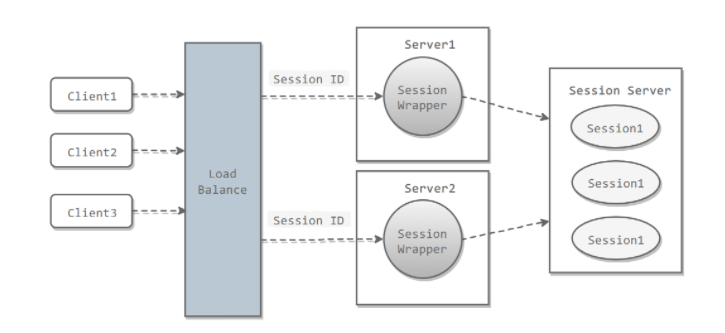 Client1
Client2
Client3
Load
Balance
Session ID
Session ID
Server1
Session
Wrapper
Server2
Session
Wrapper
Session Server
Session1
Session1
Session1